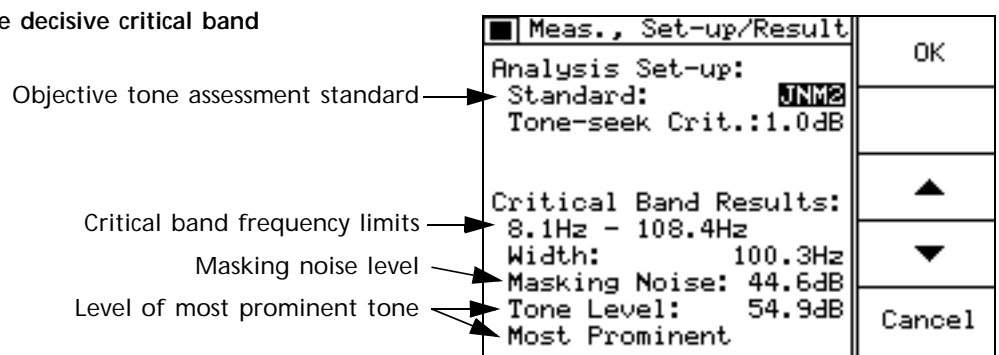 e decisive critical band
Objective tone assessment standard
Critical band frequency limits
Masking noise level
Level of most prominent tone
Meas., Set-up/Result
Analysis Set-up:
Standard: JNM2
Tone-seek Crit.:1.0dB
Critical Band Results:
8.1Hz - 108.4Hz
Width: 100.3Hz
Masking Noise: 44.6dB
Tone Level: 54.9dB
Most Prominent
OK
Cancel